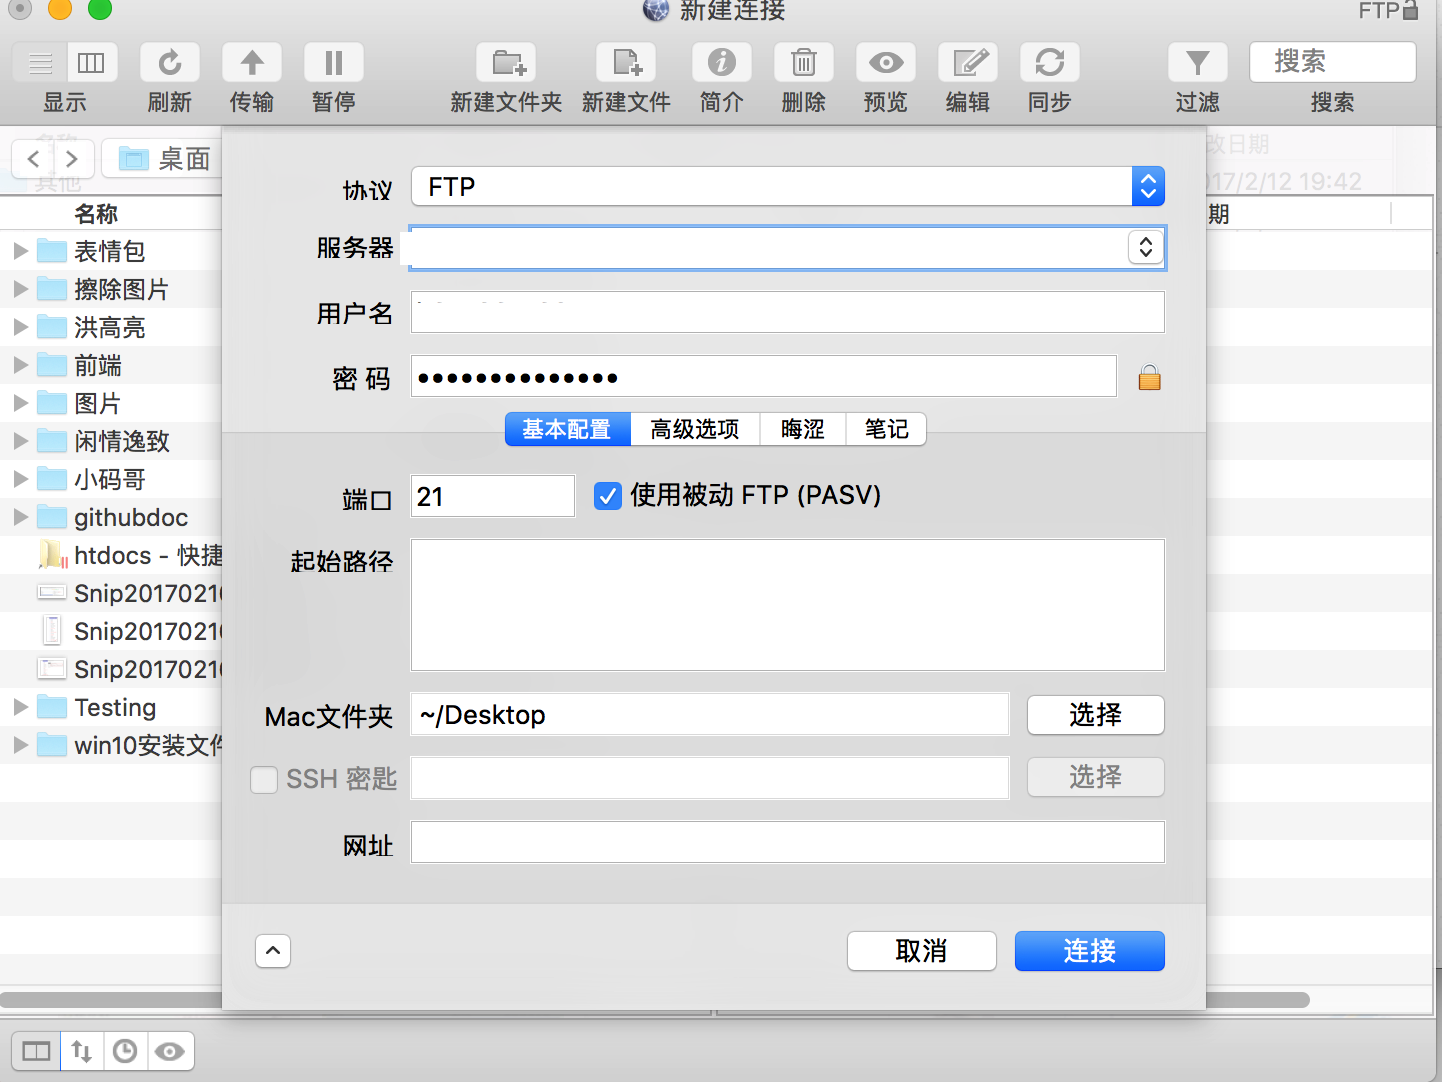 新建连接
FTP
显示 刷新 传输 暂停 新建文件夹 新建文件 简介 删除 预览 编辑 同步 过滤 搜索
搜索
名称
其他
桌面
改日期
17/2/12 19:42
名称
期
表情包
擦除图片
洪高亮
前端
图片
闲情逸致
小码哥
githubdoc
htdocs - 快捷
Snip2017021
Snip2017021
Snip2017021
Testing
win10安装文件
协议 FTP
服务器
用户名
密 码 ••••••••••••••
基本配置 高级选项 晦涩 笔记
端口 21 使用被动 FTP (PASV)
起始路径
Mac文件夹 ~/Desktop 选择
SSH 密匙 选择
网址
取消 连接